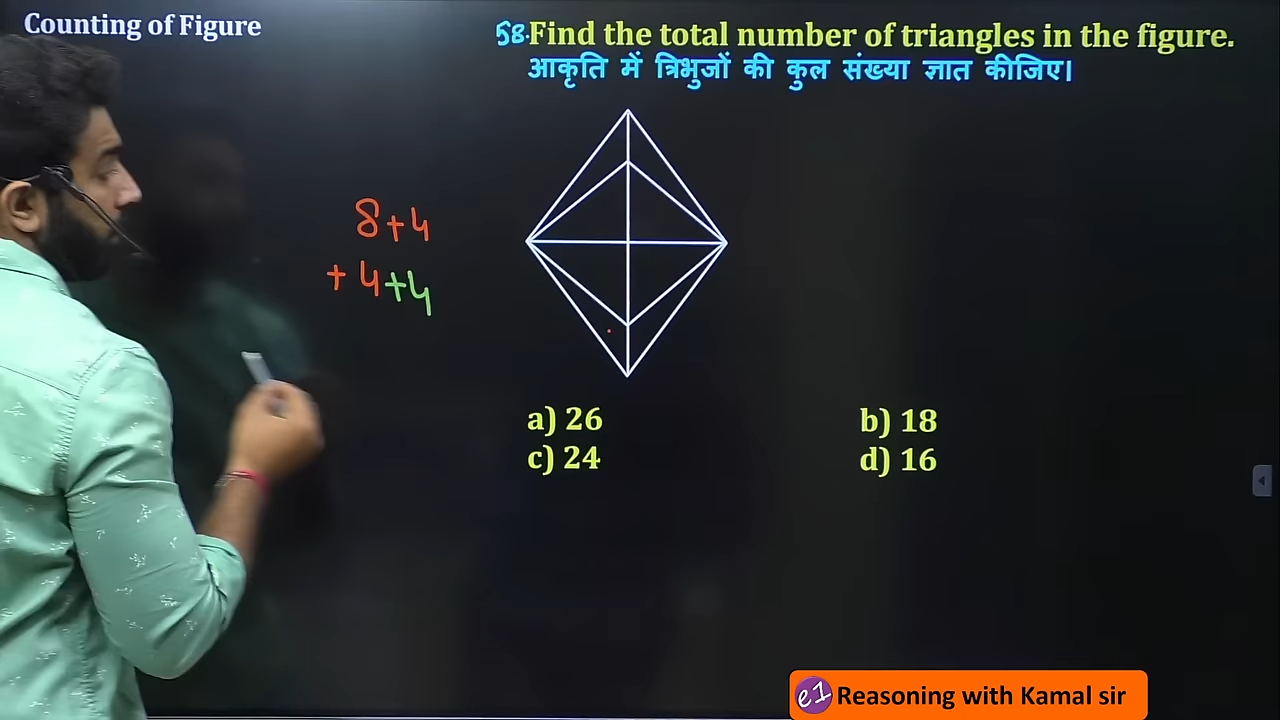 Counting of Figure
58.Find the total number of triangles in the figure.
आकृति में त्रिभुजों की कुल संख्या ज्ञात कीजिए।
8+4
+4+4
a) 26
b) 18
c) 24
d) 16
e1 Reasoning with Kamal sir